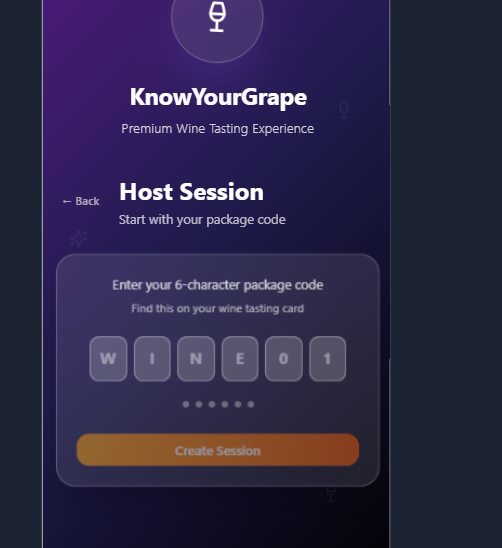 KnowYourGrape
Premium Wine Tasting Experience
← Back
Host Session
Start with your package code
Enter your 6-character package code
Find this on your wine tasting card
W I N E 0 1
Create Session